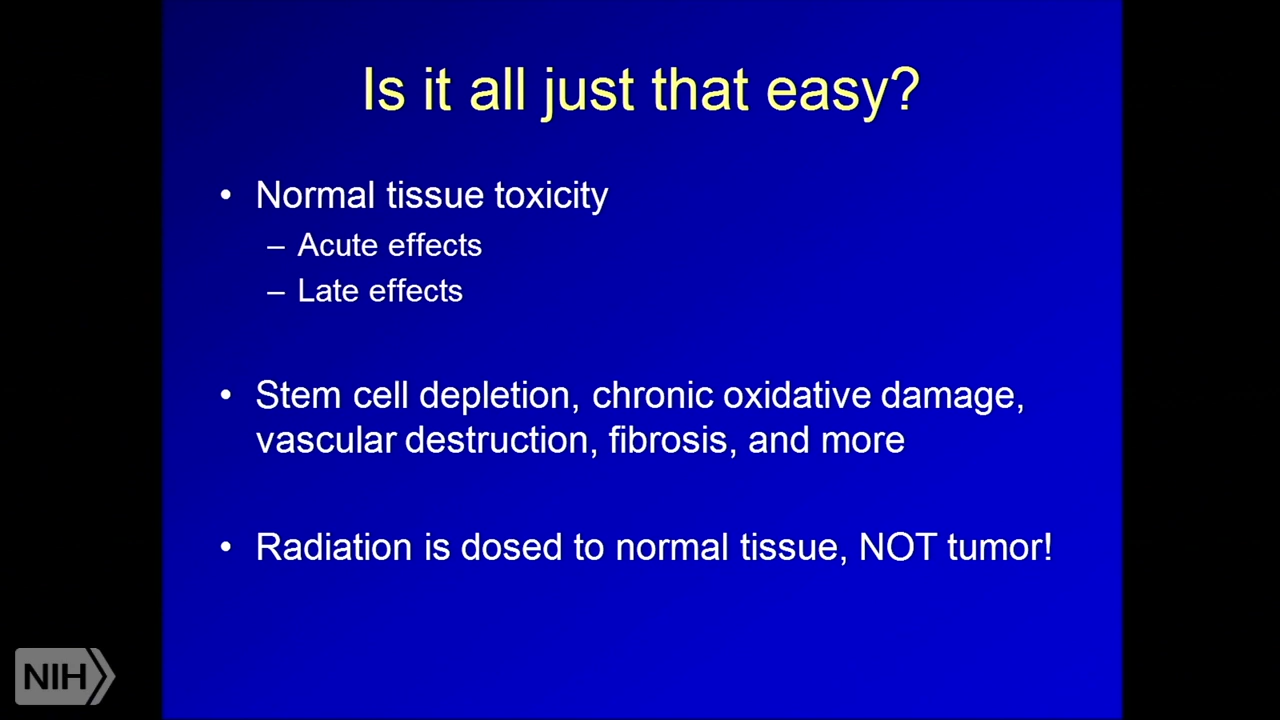 Is it all just that easy?
• Normal tissue toxicity
– Acute effects
– Late effects
• Stem cell depletion, chronic oxidative damage,
vascular destruction, fibrosis, and more
• Radiation is dosed to normal tissue, NOT tumor!
NIH